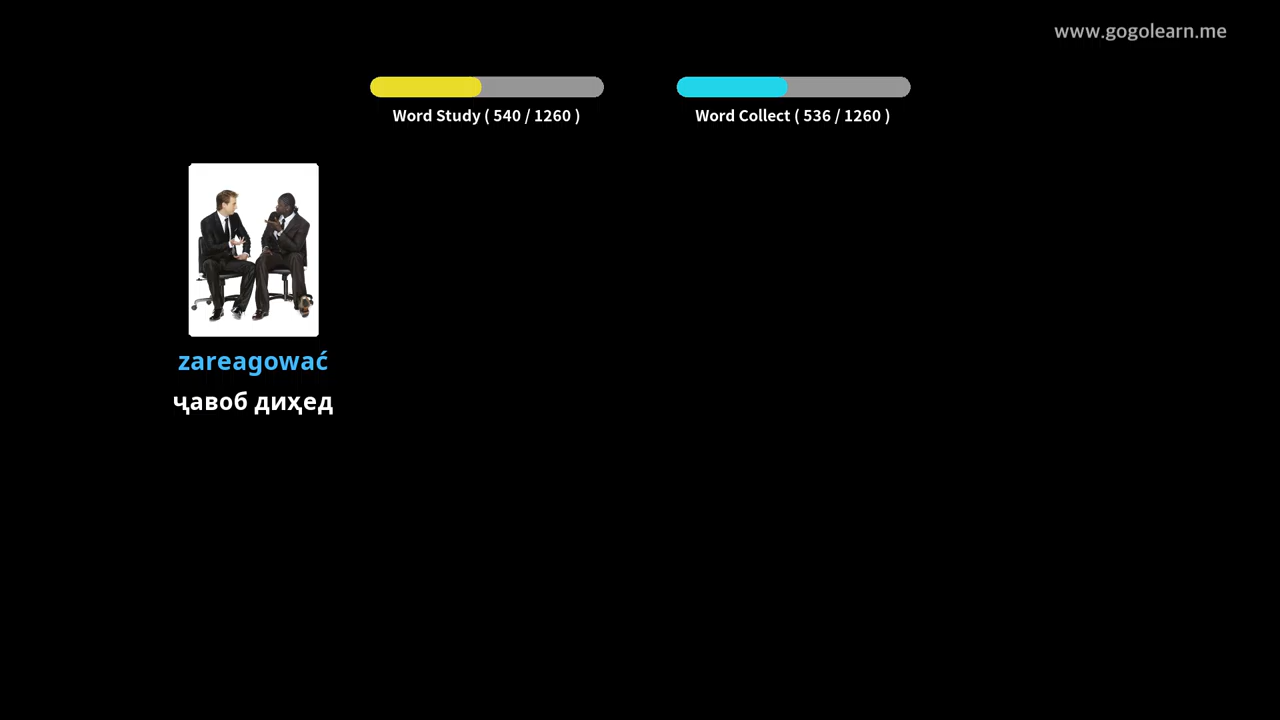 www.gogolearn.me
Word Study ( 540 / 1260 )
Word Collect ( 536 / 1260 )
zareagować
ҷавоб диҳед